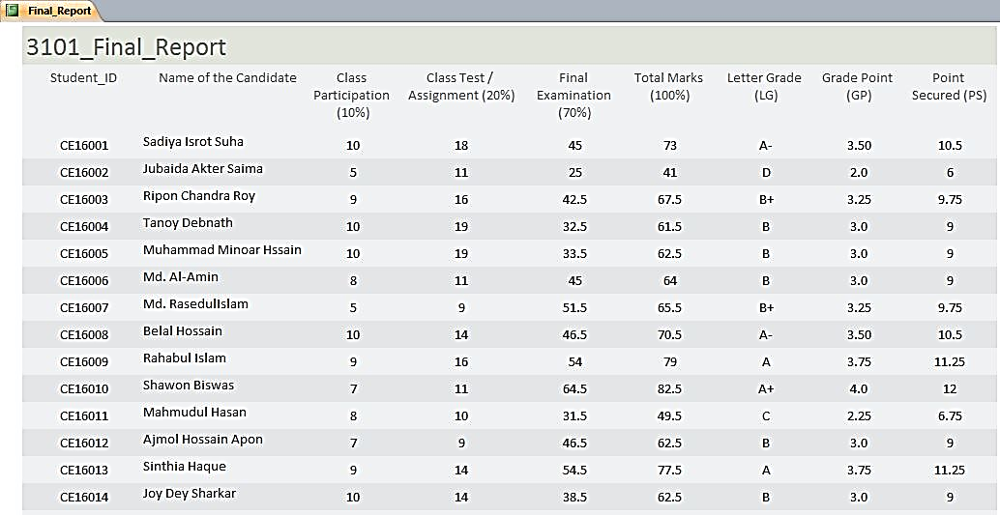 Final_Report
3101_Final_Report
Student_ID Name of the Candidate Class Class Test / Final Total Marks Letter Grade Grade Point Point
Participation Assignment (20%) Examination (100%) (LG) (GP) Secured (PS)
(10%) (70%)
CE16001 Sadiya Isrot Suha 10 18 45 73 A- 3.50 10.5
CE16002 Jubaida Akter Saima 5 11 25 41 D 2.0 6
CE16003 Ripon Chandra Roy 9 16 42.5 67.5 B+ 3.25 9.75
CE16004 Tanoy Debnath 10 19 32.5 61.5 B 3.0 9
CE16005 Muhammad Minoar Hssain 10 19 33.5 62.5 B 3.0 9
CE16006 Md. Al-Amin 8 11 45 64 B 3.0 9
CE16007 Md. RasedulIslam 5 9 51.5 65.5 B+ 3.25 9.75
CE16008 Belal Hossain 10 14 46.5 70.5 A- 3.50 10.5
CE16009 Rahabul Islam 9 16 54 79 A 3.75 11.25
CE16010 Shawon Biswas 7 11 64.5 82.5 A+ 4.0 12
CE16011 Mahmudul Hasan 8 10 31.5 49.5 C 2.25 6.75
CE16012 Ajmol Hossain Apon 7 9 46.5 62.5 B 3.0 9
CE16013 Sinthia Haque 9 14 54.5 77.5 A 3.75 11.25
CE16014 Joy Dey Sharkar 10 14 38.5 62.5 B 3.0 9